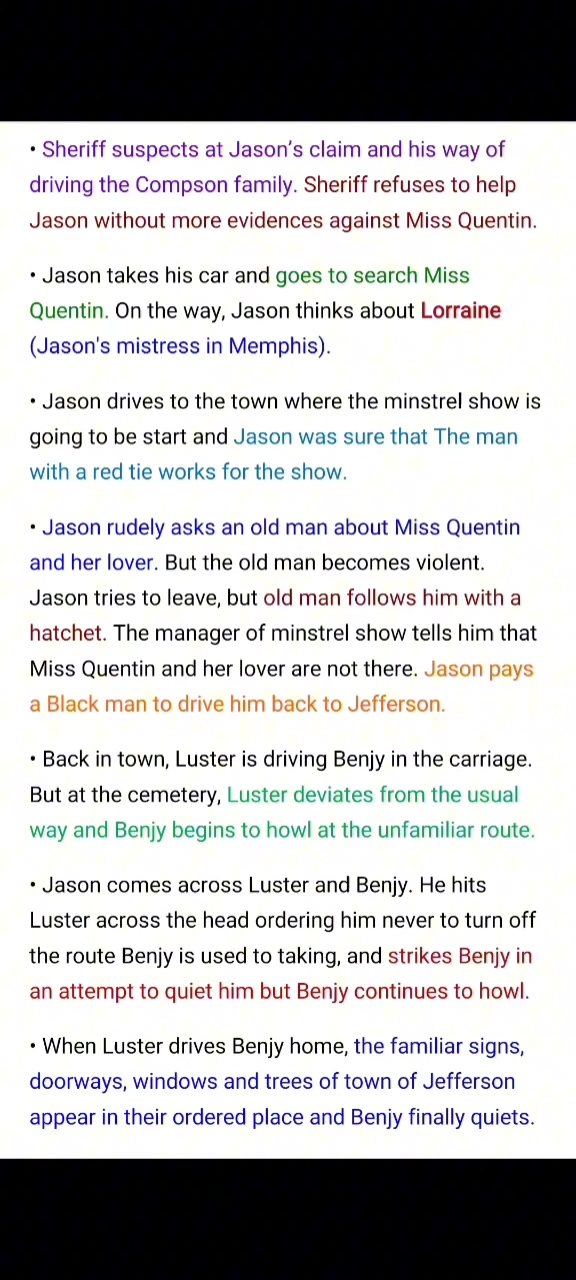 • Sheriff suspects at Jason's claim and his way of
driving the Compson family. Sheriff refuses to help
Jason without more evidences against Miss Quentin.
• Jason takes his car and goes to search Miss
Quentin. On the way, Jason thinks about Lorraine
(Jason's mistress in Memphis).
• Jason drives to the town where the minstrel show is
going to be start and Jason was sure that The man
with a red tie works for the show.
• Jason rudely asks an old man about Miss Quentin
and her lover. But the old man becomes violent.
Jason tries to leave, but old man follows him with a
hatchet. The manager of minstrel show tells him that
Miss Quentin and her lover are not there. Jason pays
a Black man to drive him back to Jefferson.
• Back in town, Luster is driving Benjy in the carriage.
But at the cemetery, Luster deviates from the usual
way and Benjy begins to howl at the unfamiliar route.
• Jason comes across Luster and Benjy. He hits
Luster across the head ordering him never to turn off
the route Benjy is used to taking, and strikes Benjy in
an attempt to quiet him but Benjy continues to howl.
• When Luster drives Benjy home, the familiar signs,
doorways, windows and trees of town of Jefferson
appear in their ordered place and Benjy finally quiets.